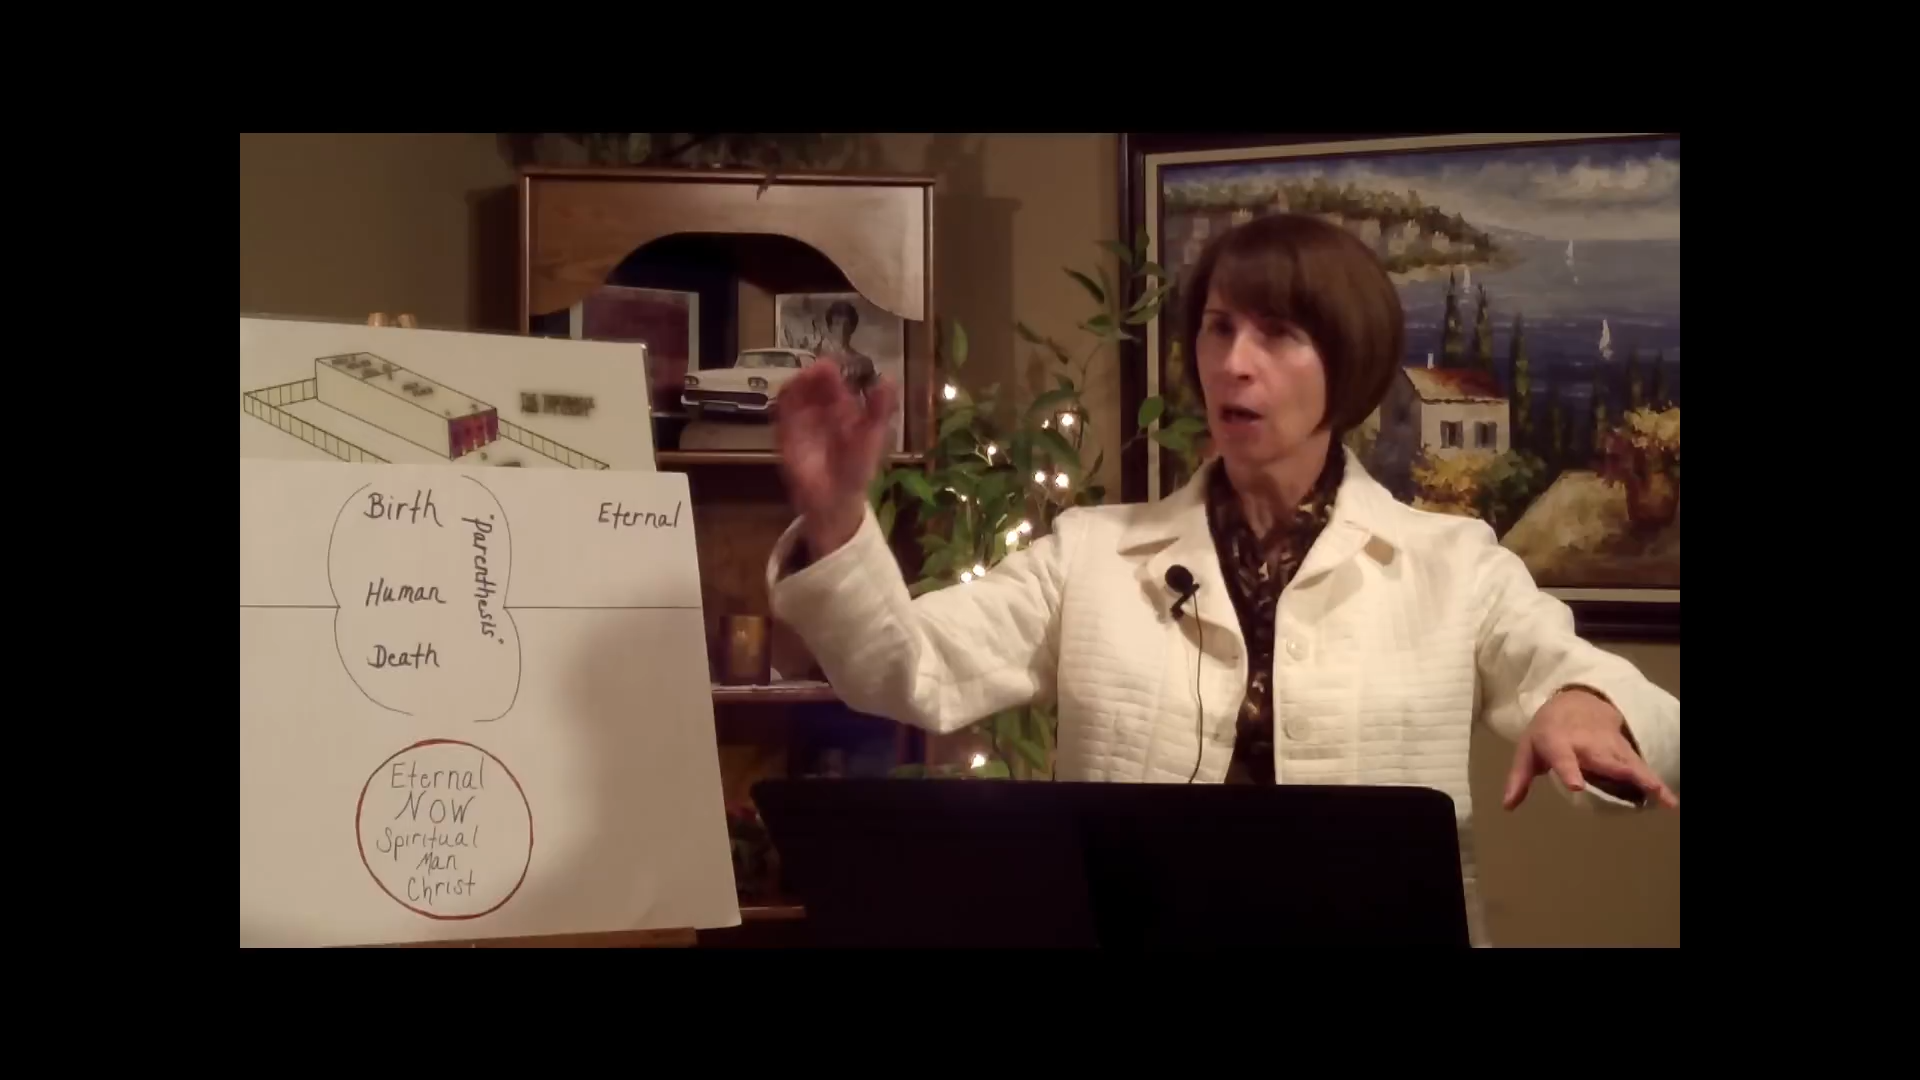 Birth
"Parenthesis"
Eternal
Human
Death
Eternal
NOW
Spiritual
Man
Christ